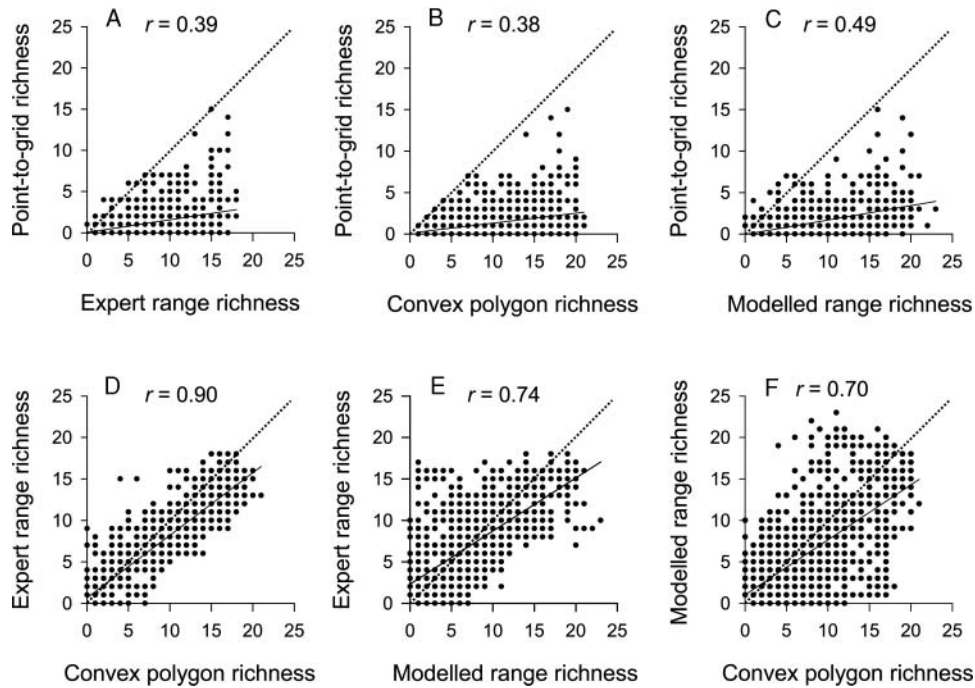 A
r = 0.39
Point-to-grid richness
25
20
15
10
5
0
0 5 10 15 20 25
Expert range richness
B
r = 0.38
Point-to-grid richness
25
20
15
10
5
0
0 5 10 15 20 25
Convex polygon richness
C
r = 0.49
Point-to-grid richness
25
20
15
10
5
0
0 5 10 15 20 25
Modelled range richness
D
r = 0.90
Expert range richness
25
20
15
10
5
0
0 5 10 15 20 25
Convex polygon richness
E
r = 0.74
Expert range richness
25
20
15
10
5
0
0 5 10 15 20 25
Modelled range richness
F
r = 0.70
Modelled range richness
25
20
15
10
5
0
0 5 10 15 20 25
Convex polygon richness